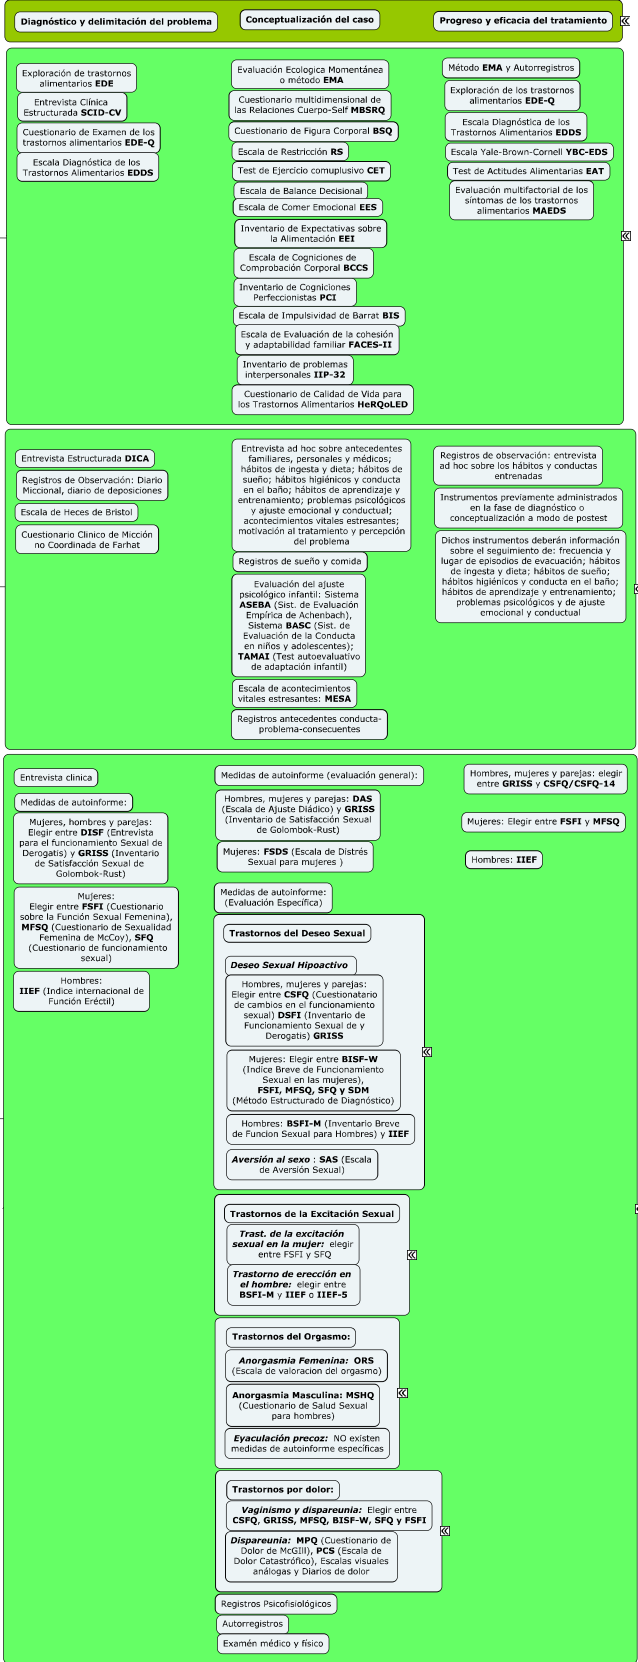 Diagnóstico y delimitación del problema
Conceptualización del caso
Progreso y eficacia del tratamiento
Exploración de trastornos
alimentarios EDE
Entrevista Clínica
Estructurada SCID-CV
Cuestionario de Examen de los
trastornos alimentarios EDE-Q
Escala Diagnóstica de los
Trastornos Alimentarios EDDS
Evaluación Ecologica Momentánea
o método EMA
Cuestionario multidimensional de
las Relaciones Cuerpo-Self MBSRQ
Cuestionario de Figura Corporal BSQ
Escala de Restricción RS
Test de Ejercicio comuplusivo CET
Escala de Balance Decisional
Escala de Comer Emocional EES
Inventario de Expectativas sobre
la Alimentación EEI
Escala de Cogniciones de
Comprobación Corporal BCCS
Inventario de Cogniciones
Perfeccionistas PCI
Escala de Impulsividad de Barrat BIS
Escala de Evaluación de la cohesión
y adaptabilidad familiar FACES-II
Inventario de problemas
interpersonales IIP-32
Cuestionario de Calidad de Vida para
los Trastornos Alimentarios HeRQoLED
Método EMA y Autorregistros
Exploración de los trastornos
alimentarios EDE-Q
Escala Diagnóstica de los
Trastornos Alimentarios EDDS
Escala Yale-Brown-Cornell YBC-EDS
Test de Actitudes Alimentarias EAT
Evaluación multifactorial de los
síntomas de los trastornos
alimentarios MAEDS
Entrevista Estructurada DICA
Registros de Observación: Diario
Miccional, diario de deposiciones
Escala de Heces de Bristol
Cuestionario Clinico de Micción
no Coordinada de Farhat
Entrevista ad hoc sobre antecedentes
familiares, personales y médicos;
hábitos de ingesta y dieta; hábitos de
sueño; hábitos higiénicos y conducta
en el baño; hábitos de aprendizaje y
entrenamiento; problemas psicológicos
y ajuste emocional y conductual;
acontecimientos vitales estresantes;
motivación al tratamiento y percepción
del problema
Registros de sueño y comida
Evaluación del ajuste
psicológico infantil: Sistema
ASEBA (Sist. de Evaluación
Empírica de Achenbach),
Sistema BASC (Sist. de
Evaluación de la Conducta
en niños y adolescentes);
TAMAI (Test autoevaluativo
de adaptación infantil)
Escala de acontecimientos
vitales estresantes: MESA
Registros antecedentes conducta-
problema-consecuentes
Registros de observación: entrevista
ad hoc sobre los hábitos y conductas
entrenadas
Instrumentos previamente administrados
en la fase de diagnóstico o
conceptualización a modo de postest
Dichos instrumentos deberán información
sobre el seguimiento de: frecuencia y
lugar de episodios de evacuación; hábitos
de ingesta y dieta; hábitos de sueño;
hábitos higiénicos y conducta en el baño;
hábitos de aprendizaje y entrenamiento;
problemas psicológicos y de ajuste
emocional y conductual
Entrevista clinica
Medidas de autoinforme:
Mujeres, hombres y parejas:
Elegir entre DISF (Entrevista
para el funcionamiento Sexual de
Derogatis) y GRISS (Inventario
de Satisfacción Sexual de
Golombok-Rust)
Mujeres:
Elegir entre FSFI (Cuestionario
sobre la Función Sexual Femenina),
MFSQ (Cuestionario de Sexualidad
Femenina de McCoy), SFQ
(Cuestionario de funcionamiento
sexual)
Hombres:
IIEF (Indice internacional de
Función Eréctil)
Medidas de autoinforme (evaluación general):
Hombres, mujeres y parejas: DAS
(Escala de Ajuste Diádico) y GRISS
(Inventario de Satisfacción Sexual
de Golombok-Rust)
Mujeres: FSDS (Escala de Distrés
Sexual para mujeres )
Medidas de autoinforme:
(Evaluación Específica)
Trastornos del Deseo Sexual
Deseo Sexual Hipoactivo
Hombres, mujeres y parejas:
Elegir entre CSFQ (Cuestionatario
de cambios en el funcionamiento
sexual) DSFI (Inventario de
Funcionamiento Sexual de y
Derogatis) GRISS
Mujeres: Elegir entre BISF-W
(Indice Breve de Funcionamiento
Sexual en las mujeres),
FSFI, MFSQ, SFQ y SDM
(Método Estructurado de Diagnóstico)
Hombres: BSFI-M (Inventario Breve
de Funcion Sexual para Hombres) y IIEF
Aversión al sexo : SAS (Escala
de Aversión Sexual)
Trastornos de la Excitación Sexual
Trast. de la excitación
sexual en la mujer: elegir
entre FSFI y SFQ
Trastorno de erección en
el hombre: elegir entre
BSFI-M y IIEF o IIEF-5
Trastornos del Orgasmo:
Anorgasmia Femenina: ORS
(Escala de valoracion del orgasmo)
Anorgasmia Masculina: MSHQ
(Cuestionario de Salud Sexual
para hombres)
Eyaculación precoz: NO existen
medidas de autoinforme específicas
Trastornos por dolor:
Vaginismo y dispareunia: Elegir entre
CSFQ, GRISS, MFSQ, BISF-W, SFQ y FSFI
Dispareunia: MPQ (Cuestionario de
Dolor de McGIll), PCS (Escala de
Dolor Catastrófico), Escalas visuales
análogas y Diarios de dolor
Registros Psicofisiológicos
Autorregistros
Examén médico y físico
Hombres, mujeres y parejas: elegir
entre GRISS y CSFQ/CSFQ-14
Mujeres: Elegir entre FSFI y MFSQ
Hombres: IIEF